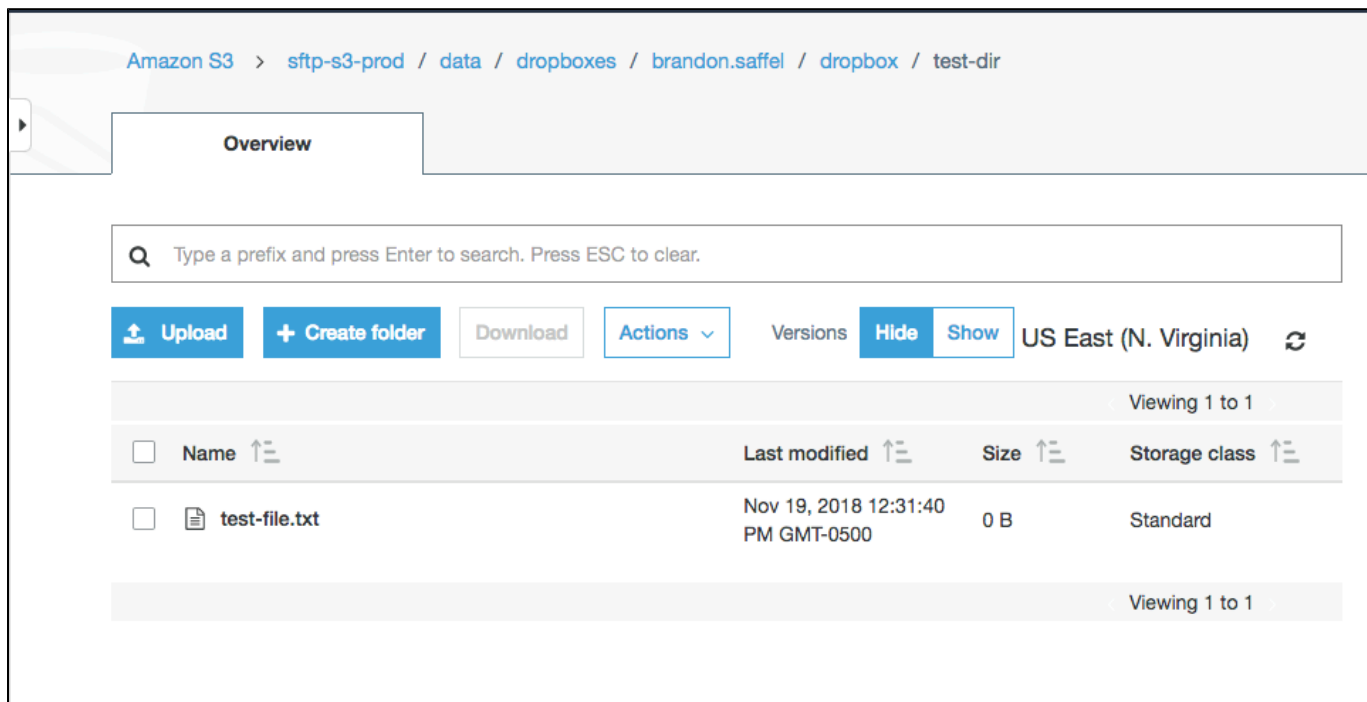 Amazon S3 > sftp-s3-prod / data / dropboxes / brandon.saffel / dropbox / test-dir
Overview
Type a prefix and press Enter to search. Press ESC to clear.
Upload + Create folder Download Actions Versions Hide Show US East (N. Virginia)
Viewing 1 to 1
Name Last modified Size Storage class
test-file.txt Nov 19, 2018 12:31:40 0 B Standard
PM GMT-0500
Viewing 1 to 1